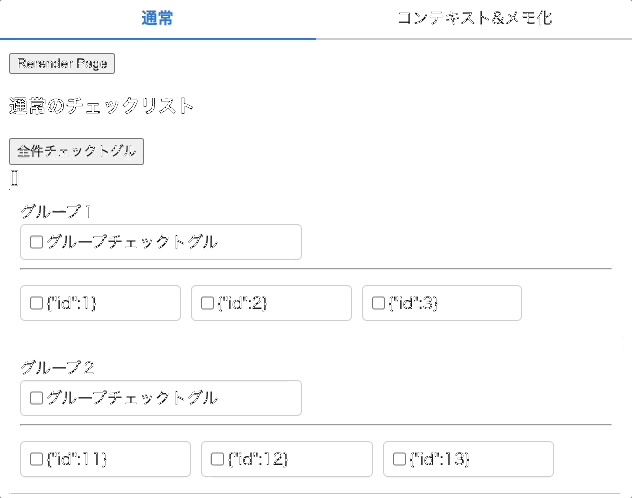 通常 コンテキスト&メモ化
Rerender Page
通常のチェックリスト
全件チェックトグル
[]
グループ1
グループチェックトグル
{"id":1} {"id":2} {"id":3}
グループ2
グループチェックトグル
{"id":11} {"id":12} {"id":13}